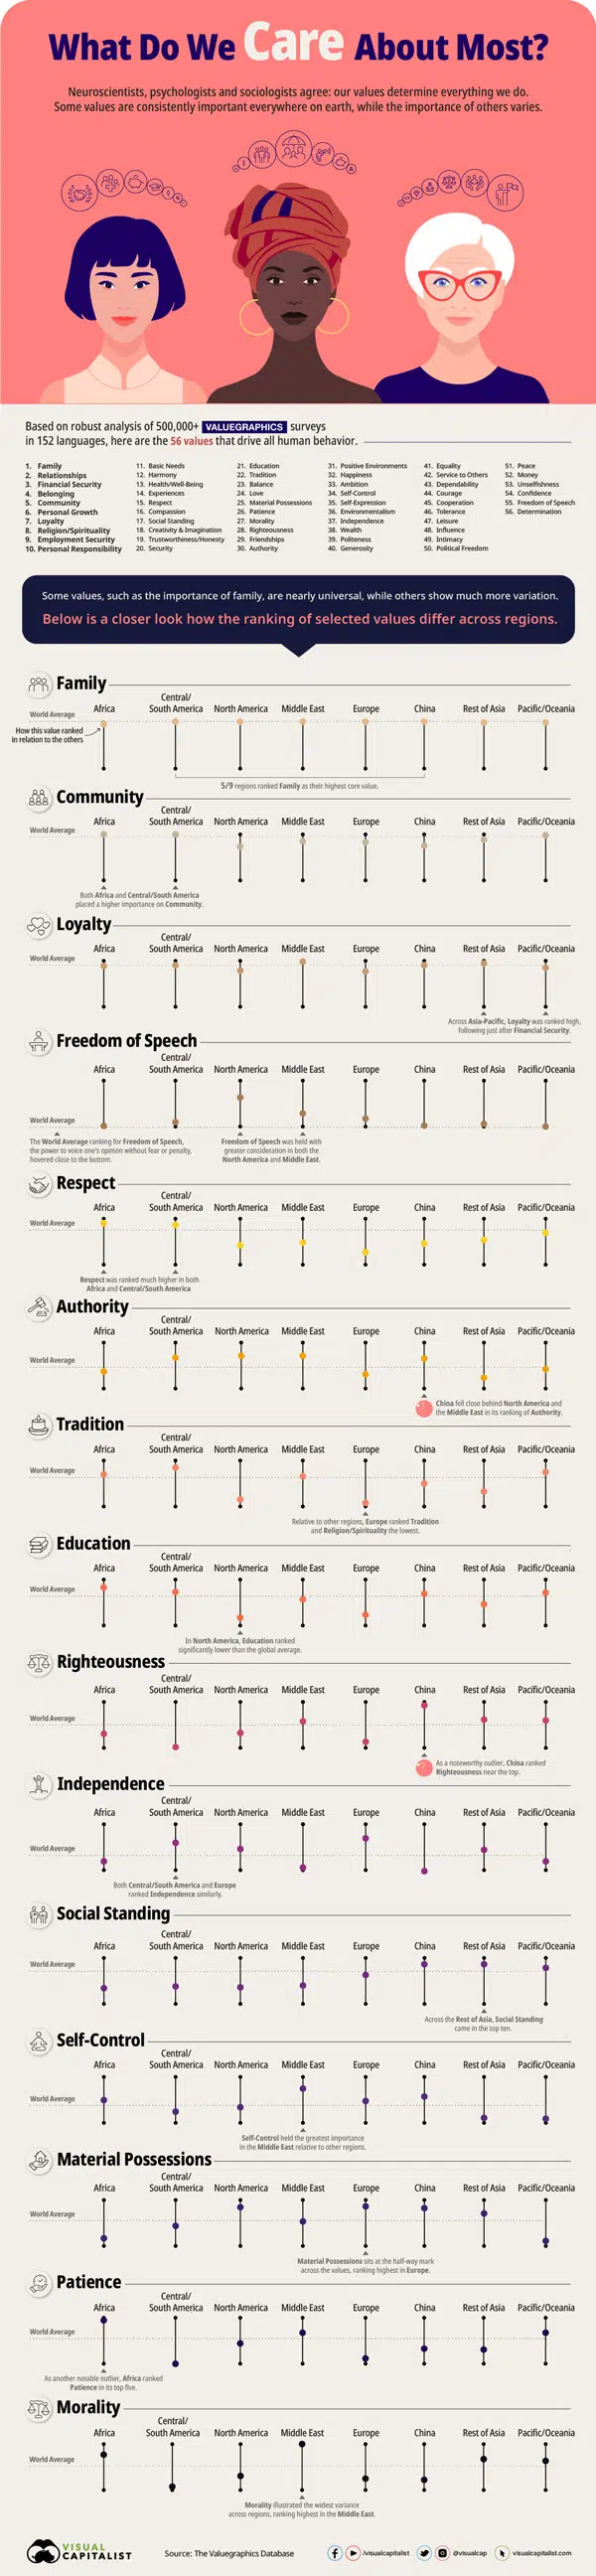 What Do We Care About Most?
Neuroscientists, psychologists and sociologists agree: our values determine everything we do.
Some values are consistently important everywhere on earth, while the importance of others varies.
Based on robust analysis of 500,000+ VALUEGRAPHICS surveys
in 152 languages, here are the 56 values that drive all human behavior.
1. Family
2. Relationships
3. Financial Security
4. Belonging
5. Community
6. Personal Growth
7. Loyalty
8. Religion/Spirituality
9. Employment Security
10. Personal Responsibility
11. Basic Needs
12. Harmony
13. Health/Well-Being
14. Experiences
15. Respect
16. Compassion
17. Social Standing
18. Creativity & Imagination
19. Trustworthiness/Honesty
20. Security
21. Education
22. Tradition
23. Balance
24. Love
25. Material Possessions
26. Patience
27. Morality
28. Righteousness
29. Friendships
30. Authority
31. Positive Environments
32. Happiness
33. Ambition
34. Self-Control
35. Self-Expression
36. Environmentalism
37. Independence
38. Wealth
39. Politeness
40. Generosity
41. Equality
42. Service to Others
43. Dependability
44. Courage
45. Cooperation
46. Tolerance
47. Leisure
48. Influence
49. Intimacy
50. Political Freedom
51. Peace
52. Money
53. Unselfishness
54. Confidence
55. Freedom of Speech
56. Determination
Some values, such as the importance of family, are nearly universal, while others show much more variation.
Below is a closer look how the ranking of selected values differ across regions.
Family
Africa
Central/
South America
North America
Middle East
Europe
China
Rest of Asia
Pacific/Oceania
World Average
How this value ranked
in relation to the others
5/9 regions ranked Family as their highest core value.
Community
Africa
Central/
South America
North America
Middle East
Europe
China
Rest of Asia
Pacific/Oceania
World Average
Both Africa and Central/South America
placed a higher importance on Community.
Loyalty
Africa
Central/
South America
North America
Middle East
Europe
China
Rest of Asia
Pacific/Oceania
World Average
Across Asia-Pacific, Loyalty was ranked high,
following just after Financial Security.
Freedom of Speech
Africa
Central/
South America
North America
Middle East
Europe
China
Rest of Asia
Pacific/Oceania
World Average
The World Average ranking for Freedom of Speech,
the power to voice one's opinion without fear or penalty,
hovered close to the bottom.
Freedom of Speech was held with
greater consideration in both the
North America and Middle East.
Respect
Africa
Central/
South America
North America
Middle East
Europe
China
Rest of Asia
Pacific/Oceania
World Average
Respect was ranked much higher in both
Africa and Central/South America
Authority
Africa
Central/
South America
North America
Middle East
Europe
China
Rest of Asia
Pacific/Oceania
World Average
China fell close behind North America and
the Middle East in its ranking of Authority.
Tradition
Africa
Central/
South America
North America
Middle East
Europe
China
Rest of Asia
Pacific/Oceania
World Average
Relative to other regions, Europe ranked Tradition
and Religion/Spirituality the lowest.
Education
Africa
Central/
South America
North America
Middle East
Europe
China
Rest of Asia
Pacific/Oceania
World Average
In North America, Education ranked
significantly lower than the global average.
Righteousness
Africa
Central/
South America
North America
Middle East
Europe
China
Rest of Asia
Pacific/Oceania
World Average
As a noteworthy outlier, China ranked
Righteousness near the top.
Independence
Africa
Central/
South America
North America
Middle East
Europe
China
Rest of Asia
Pacific/Oceania
World Average
Both Central/South America and Europe
ranked Independence similarly.
Social Standing
Africa
Central/
South America
North America
Middle East
Europe
China
Rest of Asia
Pacific/Oceania
World Average
Across the Rest of Asia, Social Standing
came in the top ten.
Self-Control
Africa
Central/
South America
North America
Middle East
Europe
China
Rest of Asia
Pacific/Oceania
World Average
Self-Control held the greatest importance
in the Middle East relative to other regions.
Material Possessions
Africa
Central/
South America
North America
Middle East
Europe
China
Rest of Asia
Pacific/Oceania
World Average
Material Possessions sits at the half-way mark
across the values, ranking highest in Europe.
Patience
Africa
Central/
South America
North America
Middle East
Europe
China
Rest of Asia
Pacific/Oceania
World Average
As another notable outlier, Africa ranked
Patience in its top five.
Morality
Africa
Central/
South America
North America
Middle East
Europe
China
Rest of Asia
Pacific/Oceania
World Average
Morality illustrated the widest variance
across regions, ranking highest in the Middle East.
VISUAL
CAPITALIST
Source: The Valuegraphics Database
/visualcapitalist
@visualcap
visualcapitalist.com